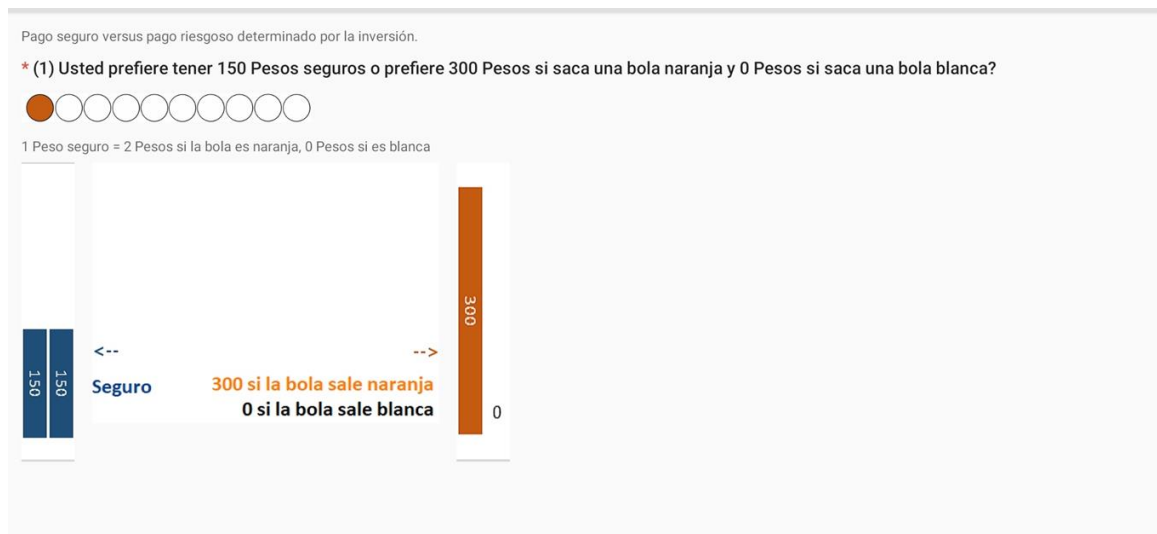 Pago seguro versus pago riesgoso determinado por la inversión.
* (1) Usted prefiere tener 150 Pesos seguros o prefiere 300 Pesos si saca una bola naranja y 0 Pesos si saca una bola blanca?
1 Peso seguro = 2 Pesos si la bola es naranja, 0 Pesos si es blanca
300
<-- -->
150 150 Seguro 300 si la bola sale naranja
0 si la bola sale blanca 0